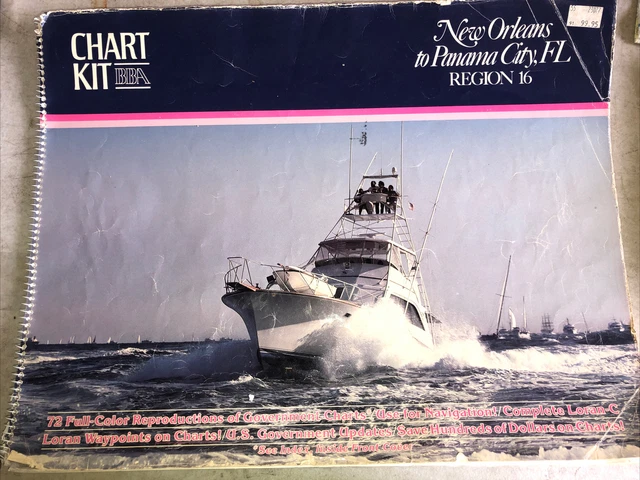 CHART
KIT BBA
New Orleans
to Panama City, FL
REGION 16
99.95
72 Full-Color Reproductions of Government Charts!/Use for Navigation!/Complete Loran-C
Loran Waypoints on Charts!/U.S. Government Updates/Save Hundreds of Dollars on Charts!
*See Index, Inside Front Cover